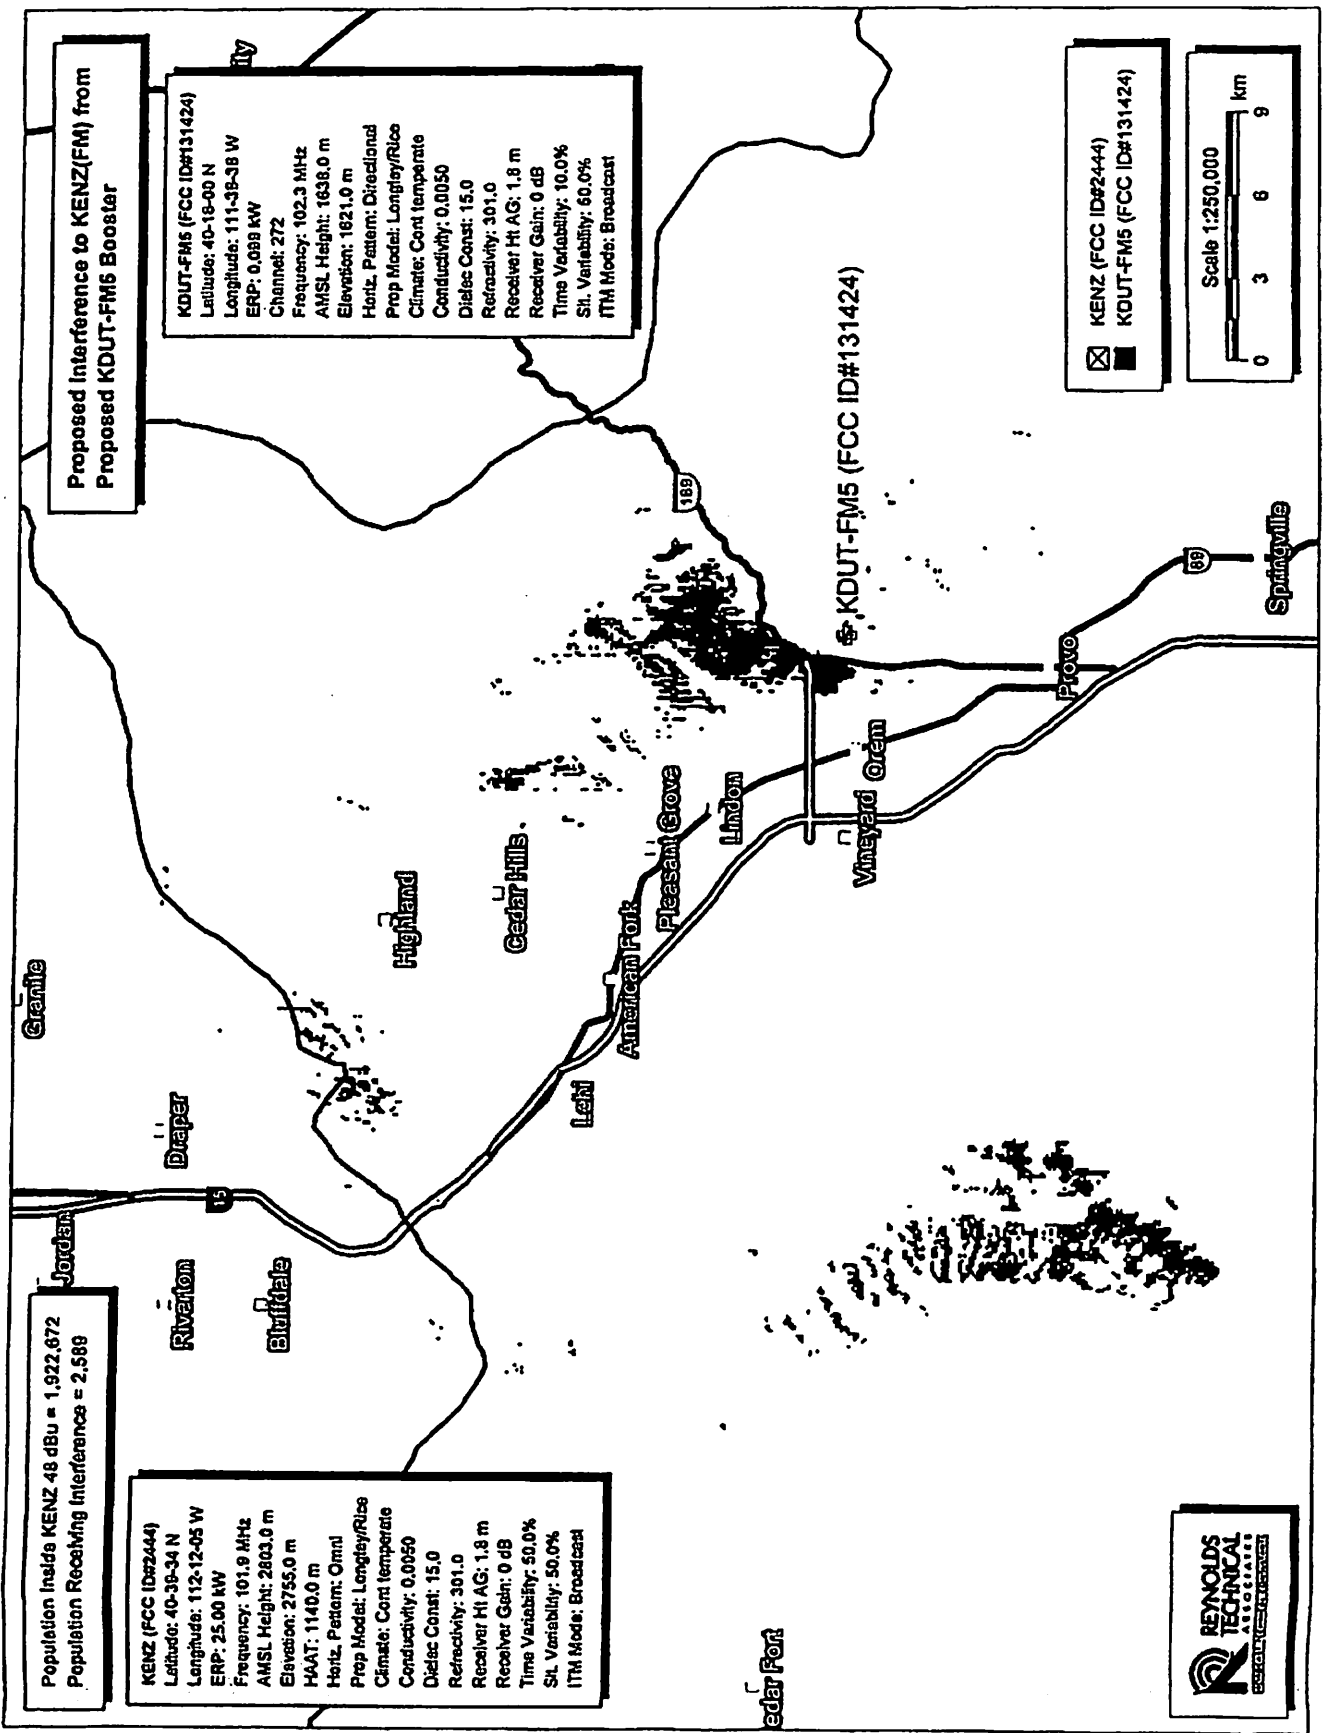 Population Inside KENZ 48 dBu = 1,922,672
Population Receiving Interference = 2,589
Proposed Interference to KENZ(FM) from
Proposed KDUT-FM5 Booster
KENZ (FCC ID#2444)
Latitude: 40-39-34 N
Longitude: 112-12-05 W
ERP: 25.00 kW
Frequency: 101.9 MHz
AMSL Height: 2803.0 m
Elevation: 2755.0 m
HAAT: 1140.0 m
Horiz. Pattern: Omni
Prop Model: Longley/Rice
Climate: Cont temperate
Conductivity: 0.0050
Dielec Const: 15.0
Refractivity: 301.0
Receiver Ht AG: 1.8 m
Receiver Gain: 0 dB
Time Variability: 50.0%
Sit. Variability: 50.0%
ITM Mode: Broadcast
KDUT-FM5 (FCC ID#131424)
Latitude: 40-18-00 N
Longitude: 111-38-38 W
ERP: 0.099 kW
Channel: 272
Frequency: 102.3 MHz
AMSL Height: 1638.0 m
Elevation: 1621.0 m
Horiz. Pattern: Directional
Prop Model: Longley/Rice
Climate: Cont temperate
Conductivity: 0.0050
Dielec Const: 15.0
Refractivity: 301.0
Receiver Ht AG: 1.8 m
Receiver Gain: 0 dB
Time Variability: 10.0%
Sit. Variability: 50.0%
ITM Mode: Broadcast
Jordan
Granite
ity
Riverton
Draper
15
Bluffdale
Highland
Cedar Hills
Lehi
American Fork
Pleasant Grove
189
Lindon
edar Fort
Vineyard
Orem
KDUT-FM5 (FCC ID#131424)
Provo
89
Springville
KENZ (FCC ID#2444)
KDUT-FM5 (FCC ID#131424)
Scale 1:250,000
0 3 6 9
km
REYNOLDS
TECHNICAL
ASSOCIATES